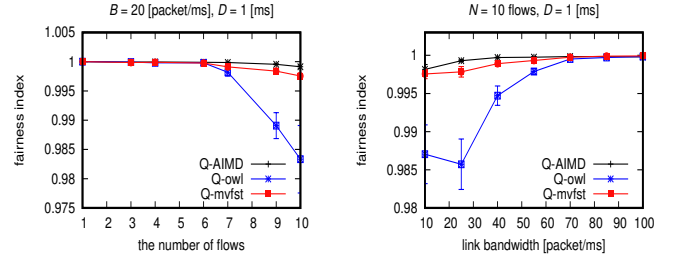 B = 20 [packet/ms], D = 1 [ms]
1.005
1
0.995
0.99
0.985
0.98
0.975
fairness index
Q-AIMD
Q-owl
Q-mvfst
1 2 3 4 5 6 7 8 9 10
the number of flows
N = 10 flows, D = 1 [ms]
1
0.995
0.99
0.985
0.98
fairness index
Q-AIMD
Q-owl
Q-mvfst
10 20 30 40 50 60 70 80 90 100
link bandwidth [packet/ms]